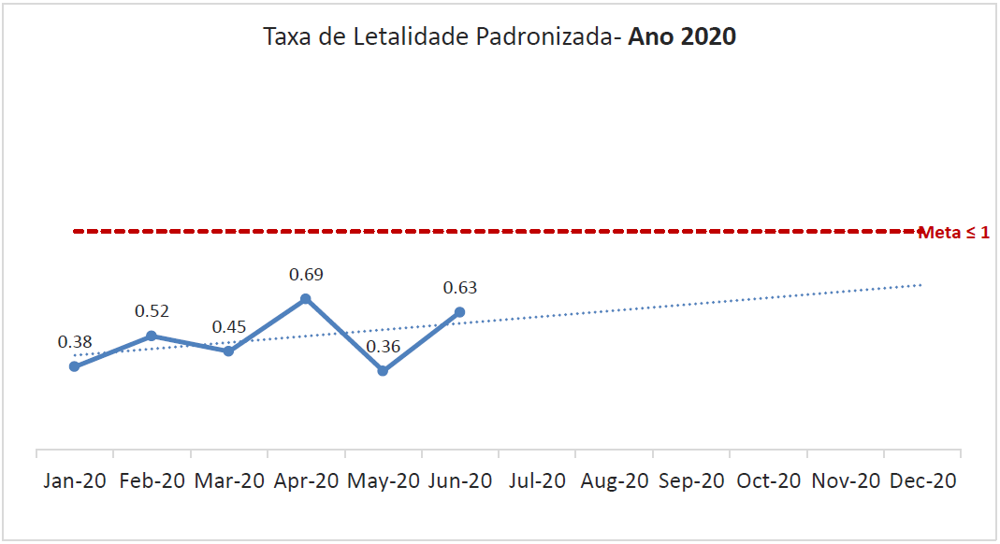 Taxa de Letalidade Padronizada- Ano 2020
Meta ≤ 1
0.69
0.63
0.52
0.45
0.38
0.36
Jan-20 Feb-20 Mar-20 Apr-20 May-20 Jun-20 Jul-20 Aug-20 Sep-20 Oct-20 Nov-20 Dec-20